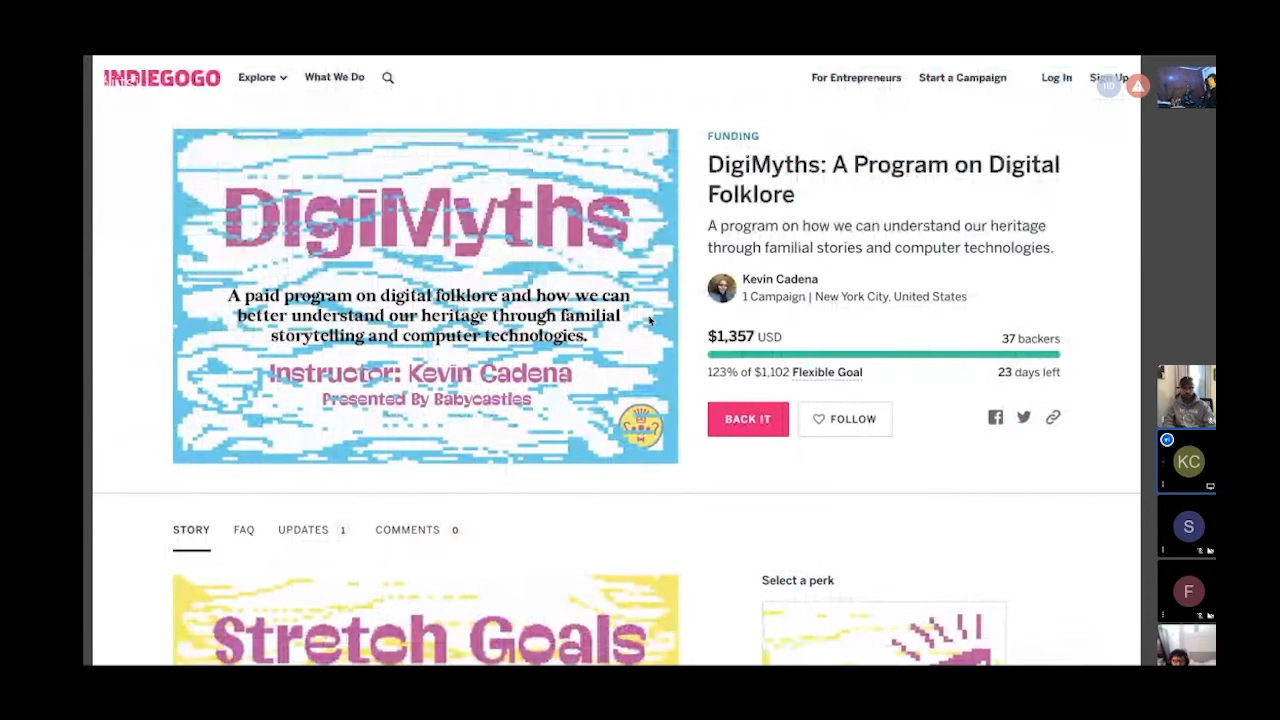 INDIEGOGO
Explore
What We Do
For Entrepreneurs
Start a Campaign
Log In
Sign Up
DigiMyths
A paid program on digital folklore and how we can
better understand our heritage through familial
storytelling and computer technologies.
Instructor: Kevin Cadena
Presented By Babycastles
FUNDING
DigiMyths: A Program on Digital
Folklore
A program on how we can understand our heritage
through familial stories and computer technologies.
Kevin Cadena
1 Campaign | New York City, United States
$1,357 USD
37 backers
123% of $1,102 Flexible Goal
23 days left
BACK IT
FOLLOW
STORY
FAQ
UPDATES 1
COMMENTS 0
Stretch Goals
Select a perk
KC
S
F